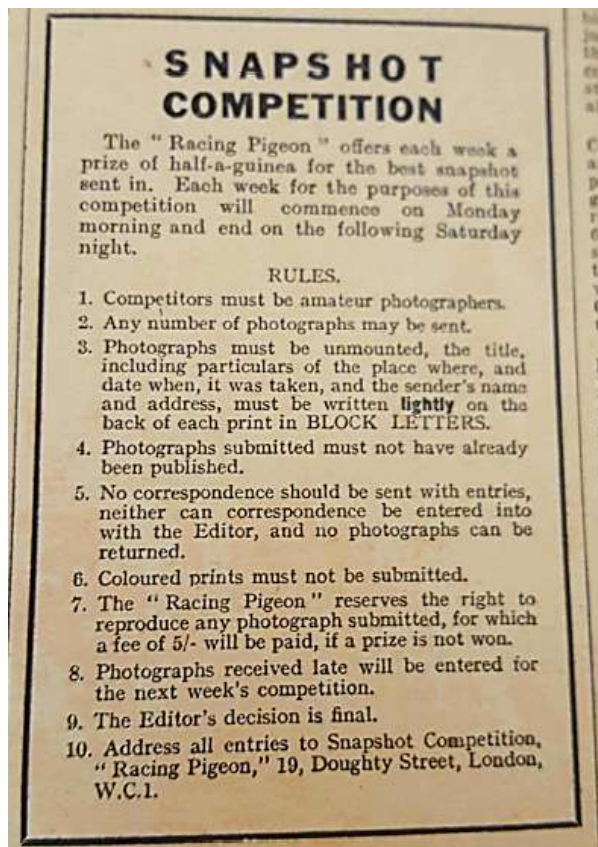 SNAPSHOT
COMPETITION
The " Racing Pigeon " offers each week a
prize of half-a-guinea for the best snapshot
sent in. Each week for the purposes of this
competition will commence on Monday
morning and end on the following Saturday
night.
RULES.
1. Competitors must be amateur photographers.
2. Any number of photographs may be sent.
3. Photographs must be unmounted, the title,
including particulars of the place where, and
date when, it was taken, and the sender's name
and address, must be written lightly on the
back of each print in BLOCK LETTERS.
4. Photographs submitted must not have already
been published.
5. No correspondence should be sent with entries,
neither can correspondence be entered into
with the Editor, and no photographs can be
returned.
6. Coloured prints must not be submitted.
7. The " Racing Pigeon " reserves the right to
reproduce any photograph submitted, for which
a fee of 5/- will be paid, if a prize is not won.
8. Photographs received late will be entered for
the next week's competition.
9. The Editor's decision is final.
10. Address all entries to Snapshot Competition,
" Racing Pigeon," 19, Doughty Street, London,
W.C.1.